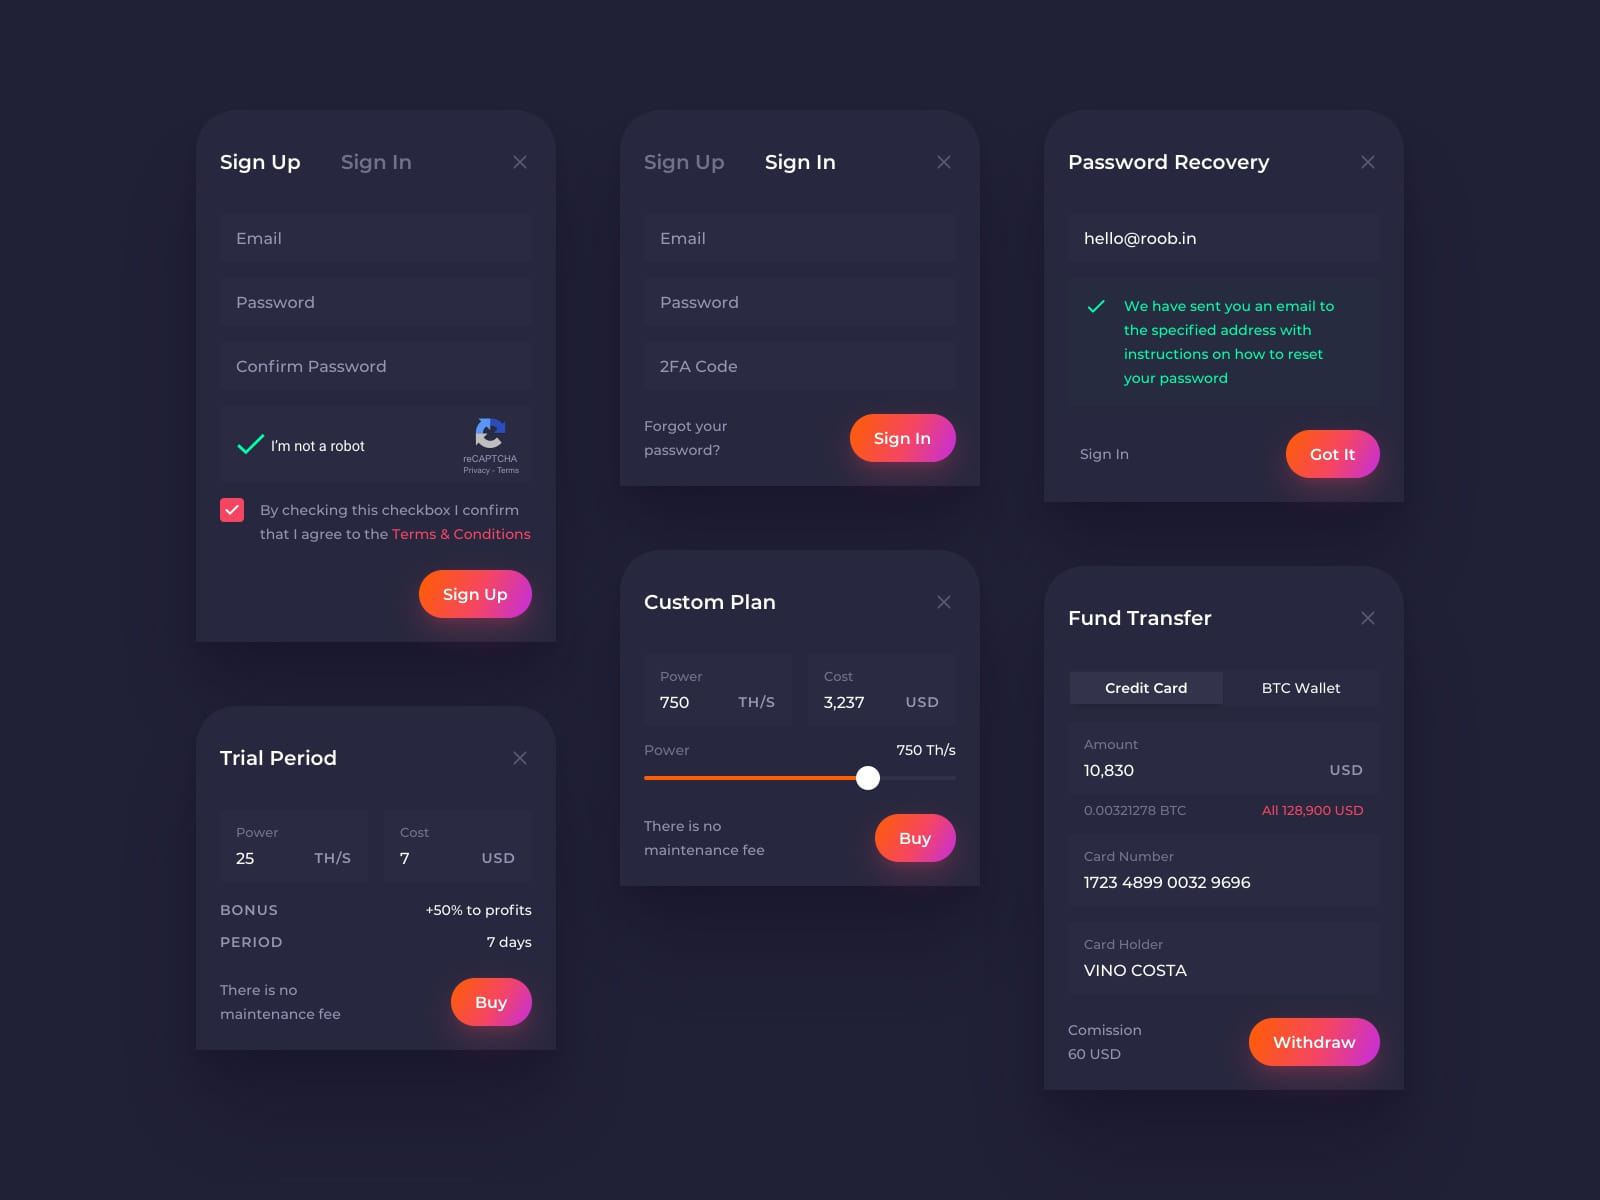 Sign Up Sign In
Email
Password
Confirm Password
I'm not a robot
reCAPTCHA
Privacy - Terms
By checking this checkbox I confirm
that I agree to the Terms & Conditions
Sign Up
Trial Period
Power
25 TH/S
Cost
7 USD
BONUS +50% to profits
PERIOD 7 days
There is no
maintenance fee
Buy
Sign Up Sign In
Email
Password
2FA Code
Forgot your
password?
Sign In
Custom Plan
Power
750 TH/S
Cost
3,237 USD
Power 750 Th/s
There is no
maintenance fee
Buy
Password Recovery
hello@roob.in
We have sent you an email to
the specified address with
instructions on how to reset
your password
Sign In
Got It
Fund Transfer
Credit Card BTC Wallet
Amount
10,830 USD
0.00321278 BTC All 128,900 USD
Card Number
1723 4899 0032 9696
Card Holder
VINO COSTA
Comission
60 USD
Withdraw